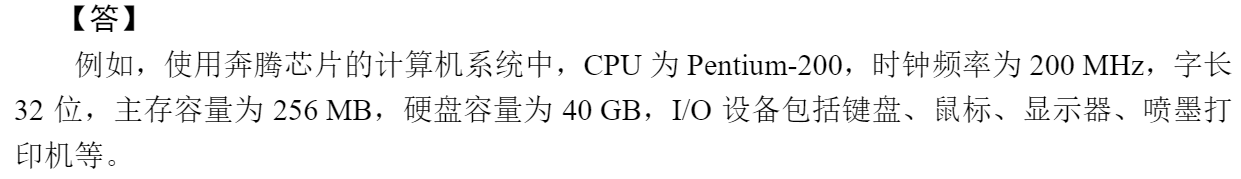 【答】
例如，使用奔腾芯片的计算机系统中，CPU 为 Pentium-200，时钟频率为 200 MHz，字长
32 位，主存容量为 256 MB，硬盘容量为 40 GB，I/O 设备包括键盘、鼠标、显示器、喷墨打
印机等。